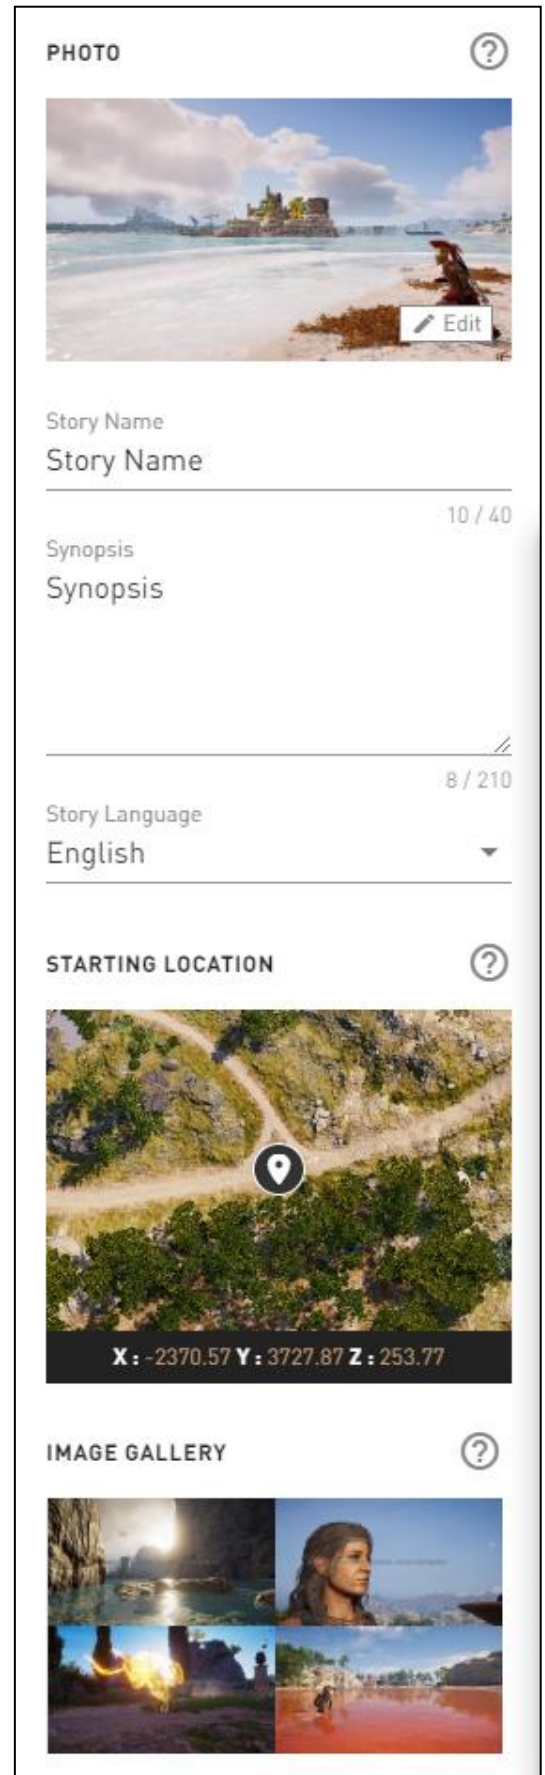 PHOTO
Edit
Story Name
Story Name
10 / 40
Synopsis
Synopsis
8 / 210
Story Language
English
STARTING LOCATION
X : -2370.57 Y : 3727.87 Z : 253.77
IMAGE GALLERY